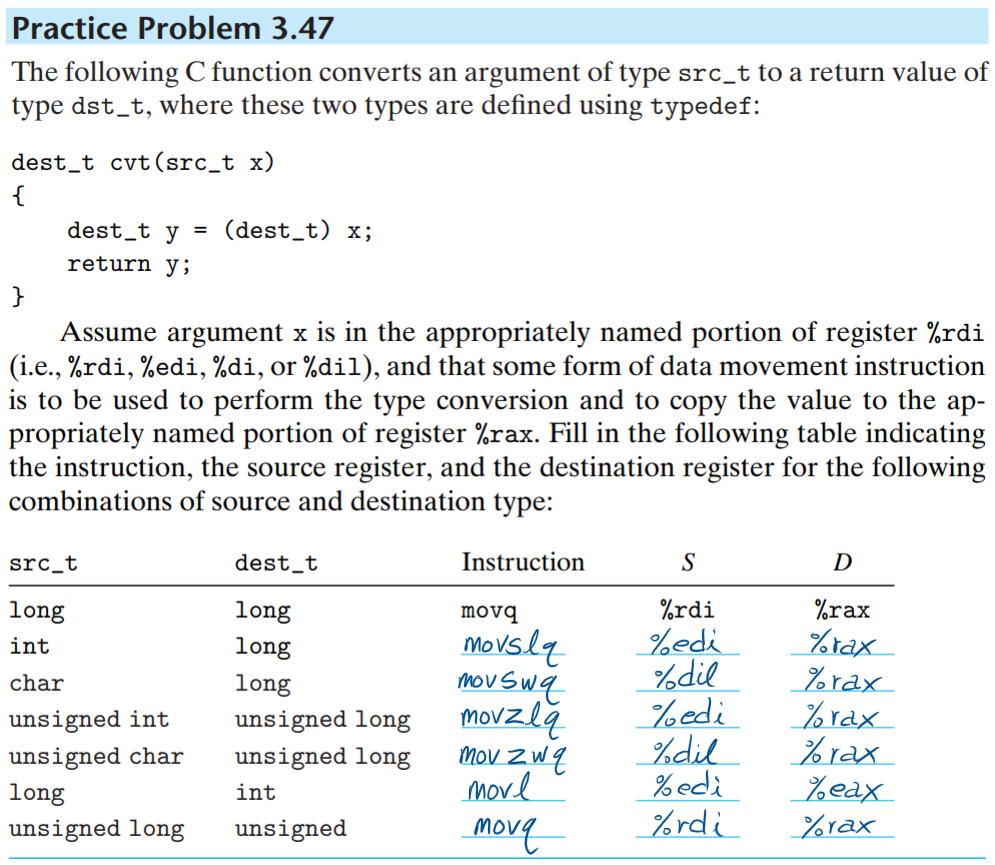 Practice Problem 3.47
The following C function converts an argument of type src_t to a return value of
type dst_t, where these two types are defined using typedef:
dest_t cvt(src_t x)
{
dest_t y = (dest_t) x;
return y;
}
Assume argument x is in the appropriately named portion of register %rdi
(i.e., %rdi, %edi, %di, or %dil), and that some form of data movement instruction
is to be used to perform the type conversion and to copy the value to the ap-
propriately named portion of register %rax. Fill in the following table indicating
the instruction, the source register, and the destination register for the following
combinations of source and destination type:
src_t dest_t Instruction S D
long long movq %rdi %rax
int long movslq %edi %rax
char long movswq %dil %rax
unsigned int unsigned long movzlq %edi %rax
unsigned char unsigned long movzwq %dil %rax
long int movl %edi %eax
unsigned long unsigned movq %rdi %rax